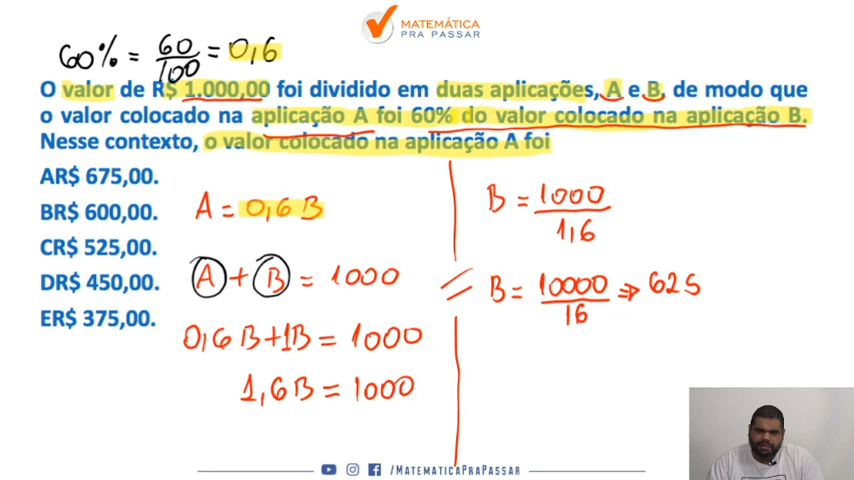 MATEMÁTICA
PRA PASSAR
60% = 60/100 = 0,6
O valor de R$ 1.000,00 foi dividido em duas aplicações, A e B, de modo que
o valor colocado na aplicação A foi 60% do valor colocado na aplicação B.
Nesse contexto, o valor colocado na aplicação A foi
AR$ 675,00.
BR$ 600,00.
CR$ 525,00.
DR$ 450,00.
ER$ 375,00.
A = 0,6 B
A + B = 1000
0,6 B + 1B = 1000
1,6 B = 1000
B = 1000/1,6
B = 10000/16 ⇒ 625
/MATEMATICAPRAPASSAR